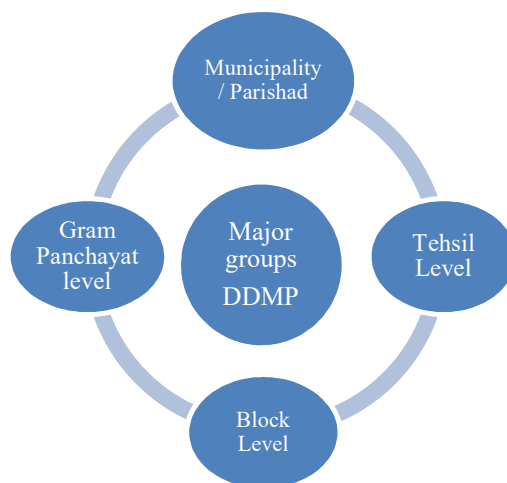 Municipality
/ Parishad
Gram
Panchayat
level
Major
groups
DDMP
Tehsil
Level
Block
Level